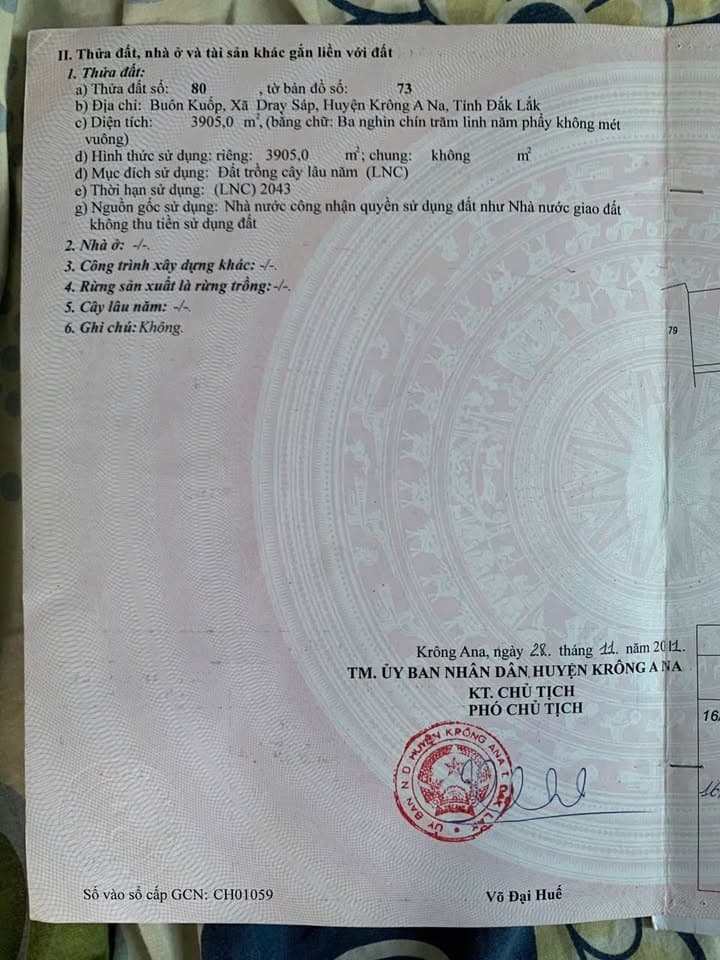 II. Thửa đất, nhà ở và tài sản khác gắn liền với đất
1. Thửa đất:
a) Thửa đất số: 80 , tờ bản đồ số: 73
b) Địa chỉ: Buôn Kuốp, Xã Dray Sáp, Huyện Krông A Na, Tỉnh Đắk Lắk
c) Diện tích: 3905,0 m², (bằng chữ: Ba nghìn chín trăm linh năm phẩy không mét
vuông)
d) Hình thức sử dụng: riêng: 3905,0 m²; chung: không m²
đ) Mục đích sử dụng: Đất trồng cây lâu năm (LNC)
e) Thời hạn sử dụng: (LNC) 2043
g) Nguồn gốc sử dụng: Nhà nước công nhận quyền sử dụng đất như Nhà nước giao đất
không thu tiền sử dụng đất
2. Nhà ở: -/-.
3. Công trình xây dựng khác: -/-.
4. Rừng sản xuất là rừng trồng:-/-.
5. Cây lâu năm: -/-.
6. Ghi chú: Không.
79
Krông Ana, ngày 28. tháng 11. năm 2011.
TM. ỦY BAN NHÂN DÂN HUYỆN KRÔNG A NA
KT. CHỦ TỊCH
PHÓ CHỦ TỊCH
ỦY BAN N D HUYỆN KRÔNG ANA T. ĐẮK LẮK
Số vào sổ cấp GCN: CH01059
Võ Đại Huế